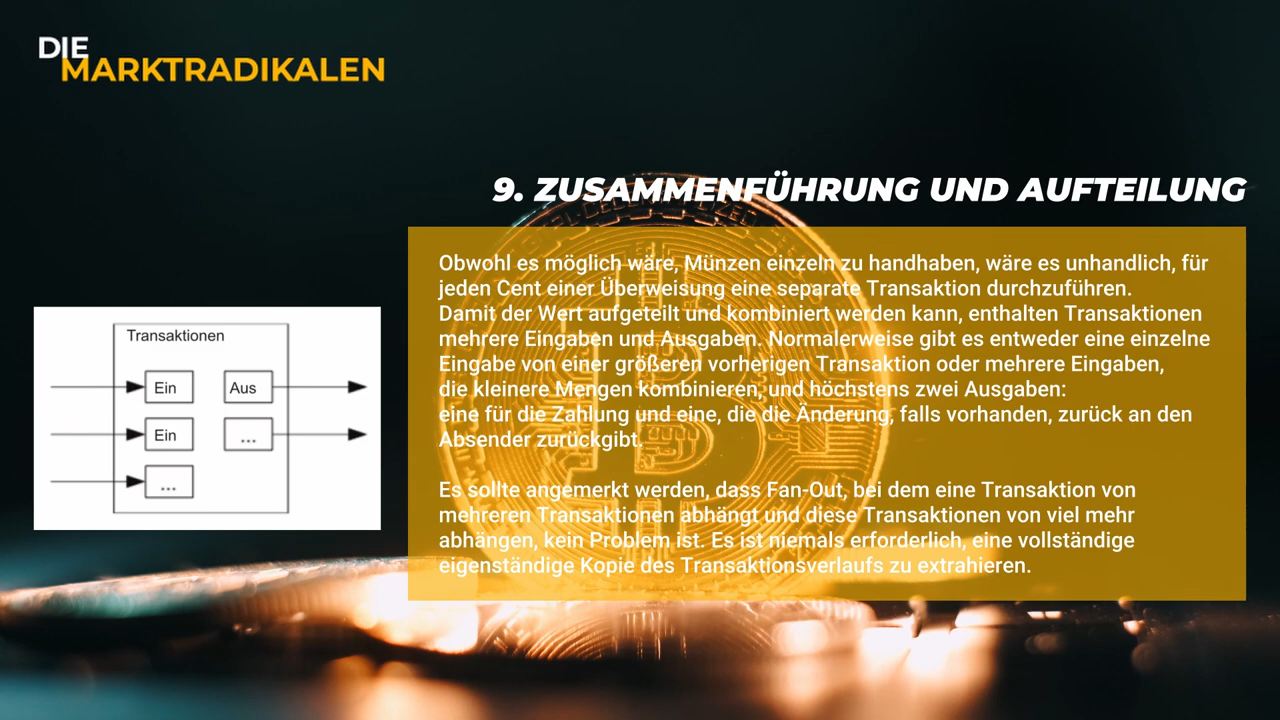 DIE
MARKTRADIKALEN
9. ZUSAMMENFÜHRUNG UND AUFTEILUNG
Obwohl es möglich wäre, Münzen einzeln zu handhaben, wäre es unhandlich, für
jeden Cent einer Überweisung eine separate Transaktion durchzuführen.
Damit der Wert aufgeteilt und kombiniert werden kann, enthalten Transaktionen
mehrere Eingaben und Ausgaben. Normalerweise gibt es entweder eine einzelne
Eingabe von einer größeren vorherigen Transaktion oder mehrere Eingaben,
die kleinere Mengen kombinieren, und höchstens zwei Ausgaben:
eine für die Zahlung und eine, die die Änderung, falls vorhanden, zurück an den
Absender zurückgibt.
Es sollte angemerkt werden, dass Fan-Out, bei dem eine Transaktion von
mehreren Transaktionen abhängt und diese Transaktionen von viel mehr
abhängen, kein Problem ist. Es ist niemals erforderlich, eine vollständige
eigenständige Kopie des Transaktionsverlaufs zu extrahieren.
Transaktionen
Ein Aus
Ein ...
...